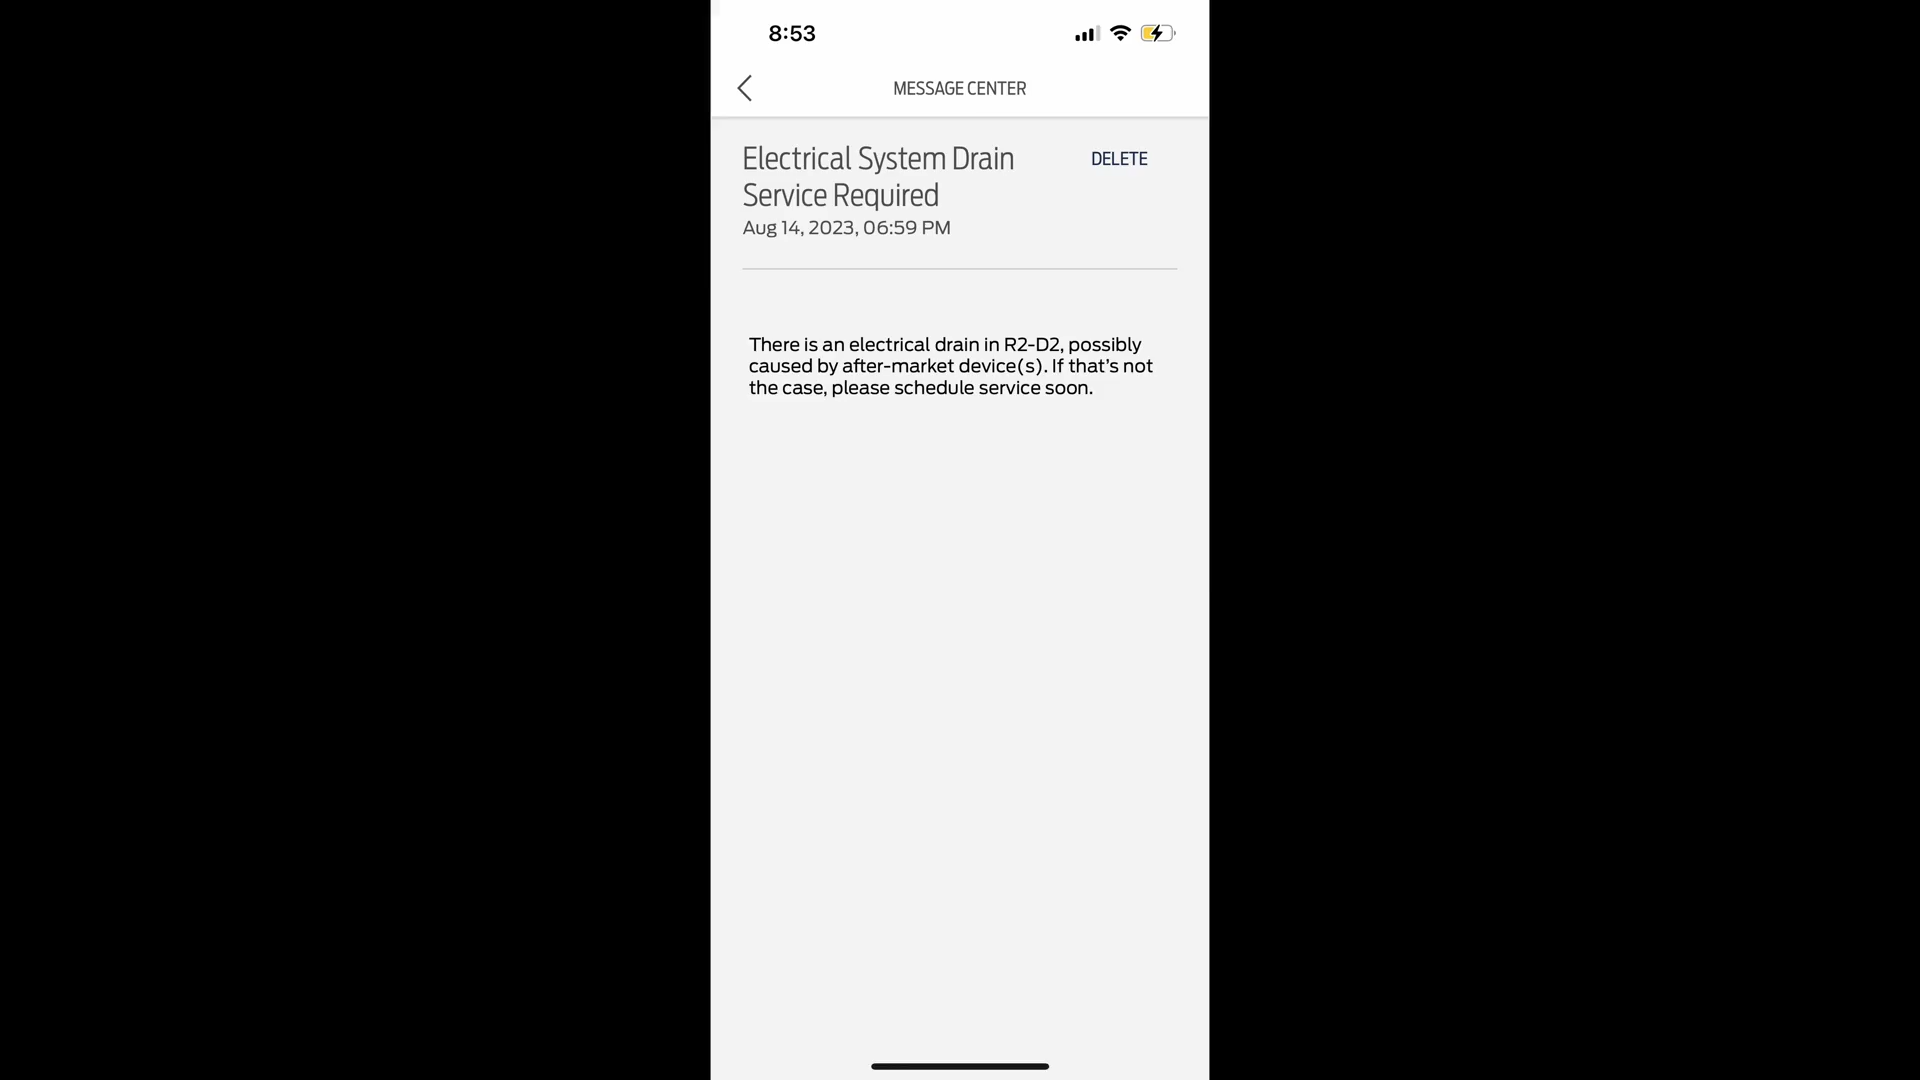 8:53
MESSAGE CENTER
Electrical System Drain
Service Required
DELETE
Aug 14, 2023, 06:59 PM
There is an electrical drain in R2-D2, possibly
caused by after-market device(s). If that’s not
the case, please schedule service soon.